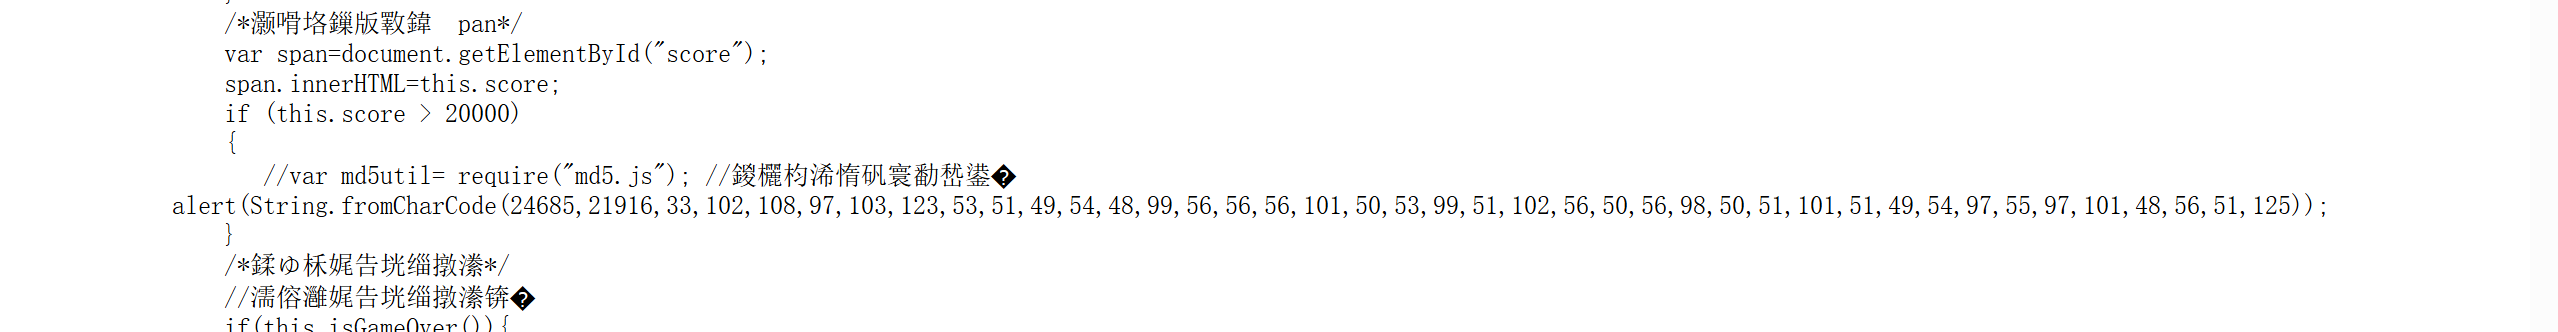 /*灏嗗垎鏁版斁鍏  pan*/
var span=document.getElementById("score");
span.innerHTML=this.score;
if (this.score > 20000)
{
//var md5util= require("md5.js"); //鍐欐枃浠惰矾寰勫嵆鍙�
alert(String.fromCharCode(24685,21916,33,102,108,97,103,123,53,51,49,54,48,99,56,56,56,101,50,53,99,51,102,56,50,56,98,50,51,101,51,49,54,97,55,97,101,48,56,51,125));
}
/*鍒ゆ柇娓告垙缁撴潫*/
//濡傛灉娓告垙缁撴潫锛�
if(this.isGameOver()){